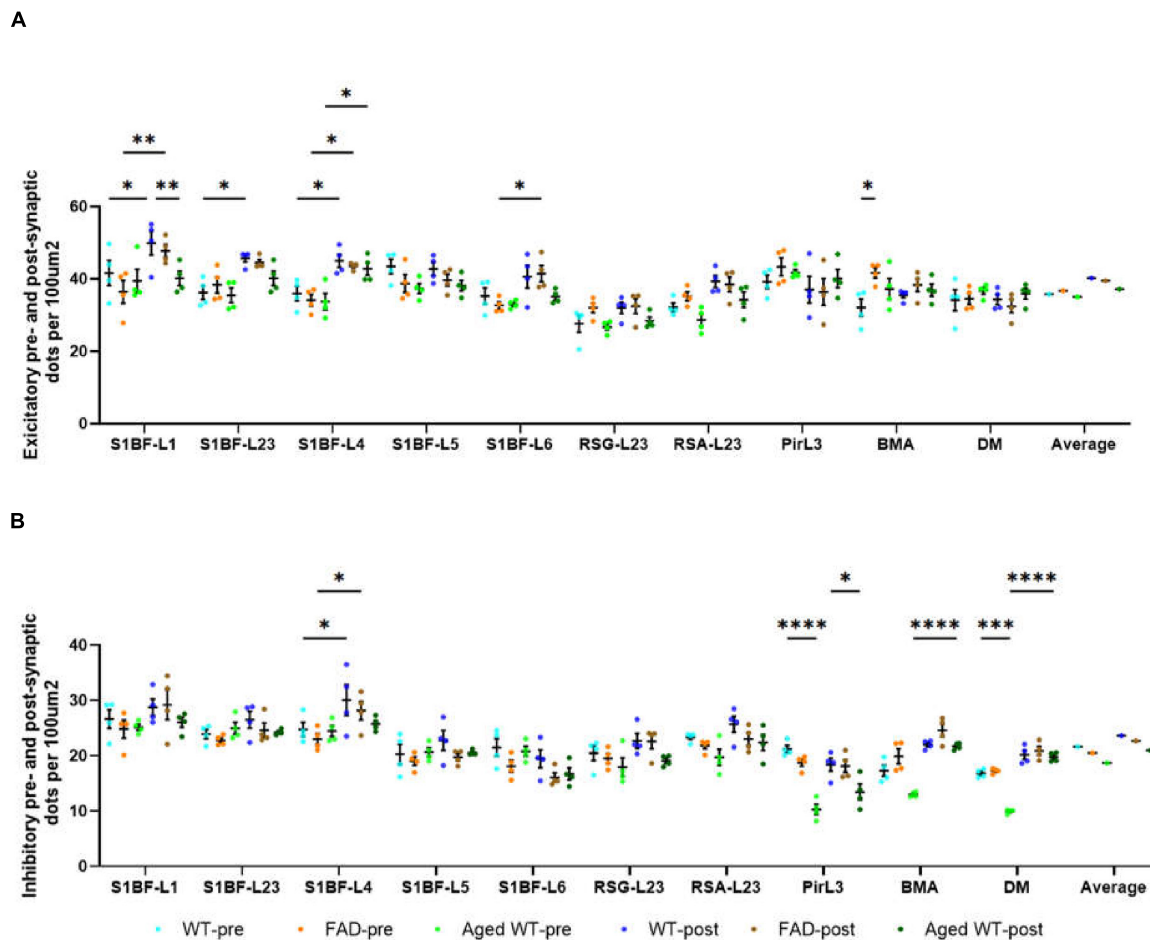 A
*
** *
* ** * * * *
Exicitatory pre- and post-synaptic
dots per 100um2
60
40
20
0
S1BF-L1 S1BF-L23 S1BF-L4 S1BF-L5 S1BF-L6 RSG-L23 RSA-L23 PirL3 BMA DM Average
B
* * ****
* **** **** ***
Inhibitory pre- and post-synaptic
dots per 100um2
40
30
20
10
0
S1BF-L1 S1BF-L23 S1BF-L4 S1BF-L5 S1BF-L6 RSG-L23 RSA-L23 PirL3 BMA DM Average
WT-pre FAD-pre Aged WT-pre WT-post FAD-post Aged WT-post